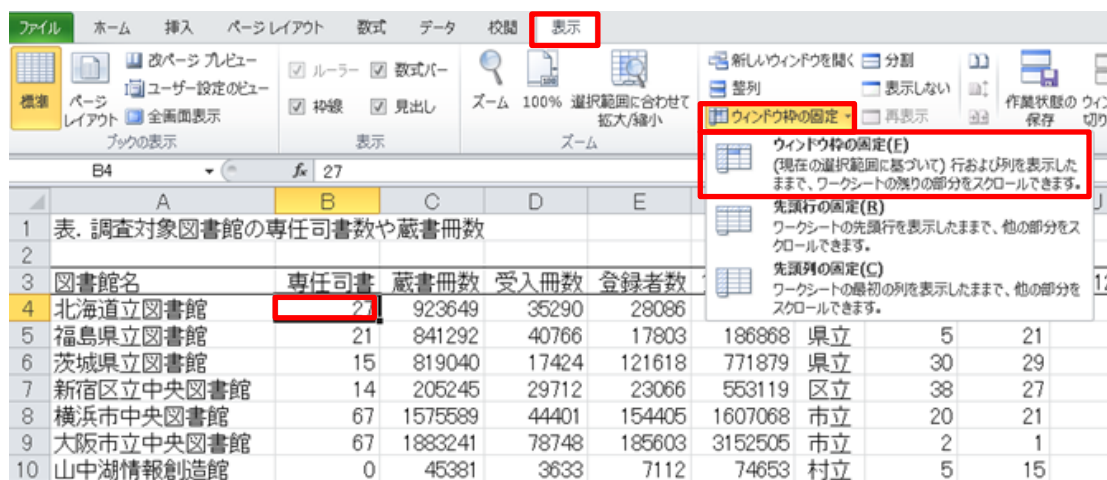 ファイル ホーム 挿入 ページ レイアウト 数式 データ 校閲 表示
標準
ページ
レイアウト
改ページ プレビュー
ユーザー設定のビュー
全画面表示
ブックの表示
ルーラー 数式バー
枠線 見出し
表示
ズーム 100% 選択範囲に合わせて
拡大/縮小
ズーム
新しいウィンドウを開く 分割
整列 表示しない
ウィンドウ枠の固定 再表示
作業状態の
保存
切り
ウィンドウ枠の固定(F)
(現在の選択範囲に基づいて) 行および列を表示した
ままで、ワークシートの残りの部分をスクロールできます。
先頭行の固定(R)
ワークシートの先頭行を表示したままで、他の部分をス
クロールできます。
先頭列の固定(C)
ワークシートの最初の列を表示したままで、他の部分を
スクロールできます。
B4 fx 27
A B C D E J
1 表. 調査対象図書館の専任司書数や蔵書冊数
2
3 図書館名 専任司書 蔵書冊数 受入冊数 登録者数
4 北海道立図書館 27 923649 35290 28086
5 福島県立図書館 21 841292 40766 17803 186868 県立 5 21
6 茨城県立図書館 15 819040 17424 121618 771879 県立 30 29
7 新宿区立中央図書館 14 205245 29712 23066 553119 区立 38 27
8 横浜市中央図書館 67 1575589 44401 154405 1607068 市立 20 21
9 大阪市立中央図書館 67 1883241 78748 185603 3152505 市立 2 1
10 山中湖情報創造館 0 45381 3633 7112 74653 村立 5 15